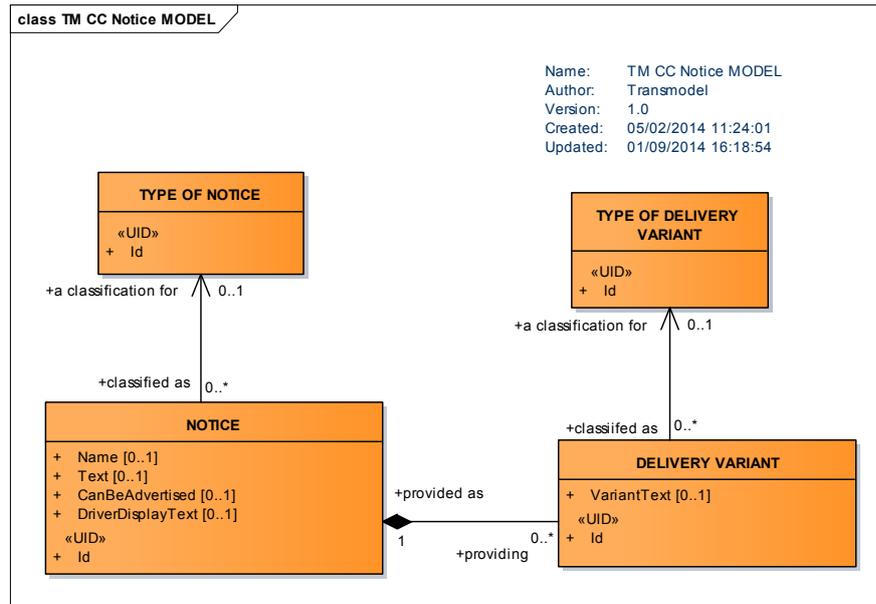 class TM CC Notice MODEL
Name: TM CC Notice MODEL
Author: Transmodel
Version: 1.0
Created: 05/02/2014 11:24:01
Updated: 01/09/2014 16:18:54
TYPE OF NOTICE
«UID»
+ Id
TYPE OF DELIVERY
VARIANT
«UID»
+ Id
+a classification for 0..1
+a classification for 0..1
+classified as 0..*
+classiifed as 0..*
NOTICE
+ Name [0..1]
+ Text [0..1]
+ CanBeAdvertised [0..1]
+ DriverDisplayText [0..1]
«UID»
+ Id
+provided as
1
0..*
+providing
DELIVERY VARIANT
+ VariantText [0..1]
«UID»
+ Id